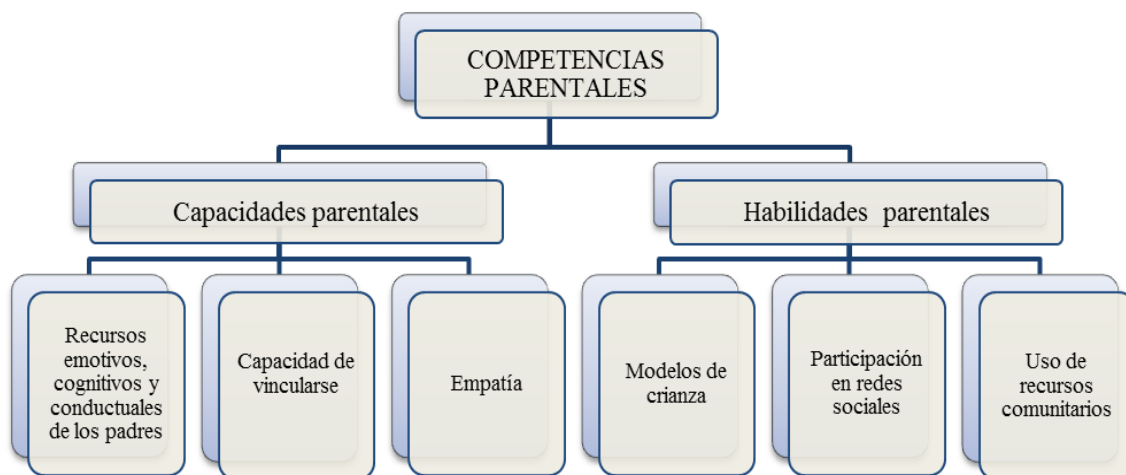 COMPETENCIAS
PARENTALES
Capacidades parentales
Habilidades parentales
Recursos
emotivos,
cognitivos y
conductuales
de los padres
Capacidad de
vincularse
Empatía
Modelos de
crianza
Participación
en redes
sociales
Uso de
recursos
comunitarios